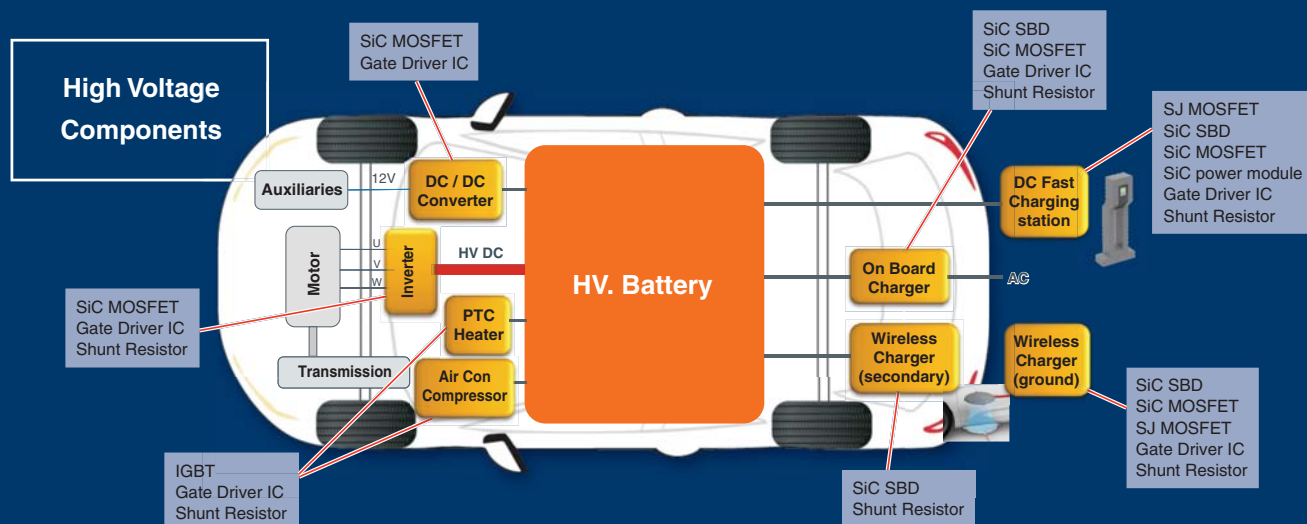 High Voltage
Components
SiC MOSFET
Gate Driver IC
SiC SBD
SiC MOSFET
Gate Driver IC
Shunt Resistor
SJ MOSFET
SiC SBD
SiC MOSFET
SiC power module
Gate Driver IC
Shunt Resistor
Auxiliaries
12V
DC / DC
Converter
DC Fast
Charging
station
Motor
U
V
W
Inverter
HV DC
HV. Battery
On Board
Charger
AC
SiC MOSFET
Gate Driver IC
Shunt Resistor
PTC
Heater
Transmission
Air Con
Compressor
Wireless
Charger
(secondary)
Wireless
Charger
(ground)
SiC SBD
SiC MOSFET
SJ MOSFET
Gate Driver IC
Shunt Resistor
IGBT
Gate Driver IC
Shunt Resistor
SiC SBD
Shunt Resistor